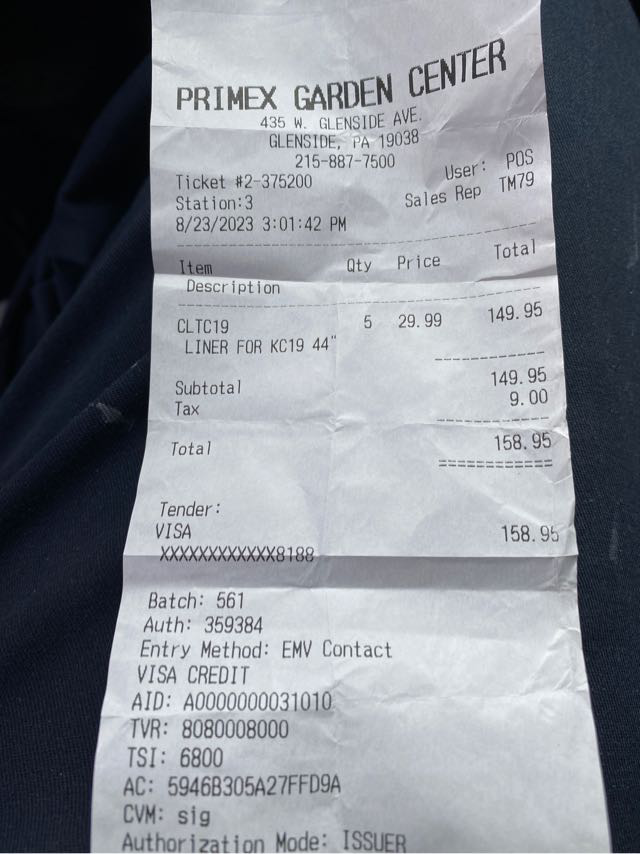 PRIMEX GARDEN CENTER
435 W. GLENSIDE AVE.
GLENSIDE, PA 19038
215-887-7500
Ticket #2-375200 User: POS
Station:3 Sales Rep TM79
8/23/2023 3:01:42 PM
Item Qty Price Total
Description
CLTC19 5 29.99 149.95
LINER FOR KC19 44"
Subtotal 149.95
Tax 9.00
Total 158.95
Tender:
VISA 158.95
XXXXXXXXXXXX8188
Batch: 561
Auth: 359384
Entry Method: EMV Contact
VISA CREDIT
AID: A0000000031010
TVR: 8080008000
TSI: 6800
AC: 5946B305A27FFD9A
CVM: sig
Authorization Mode: ISSUER